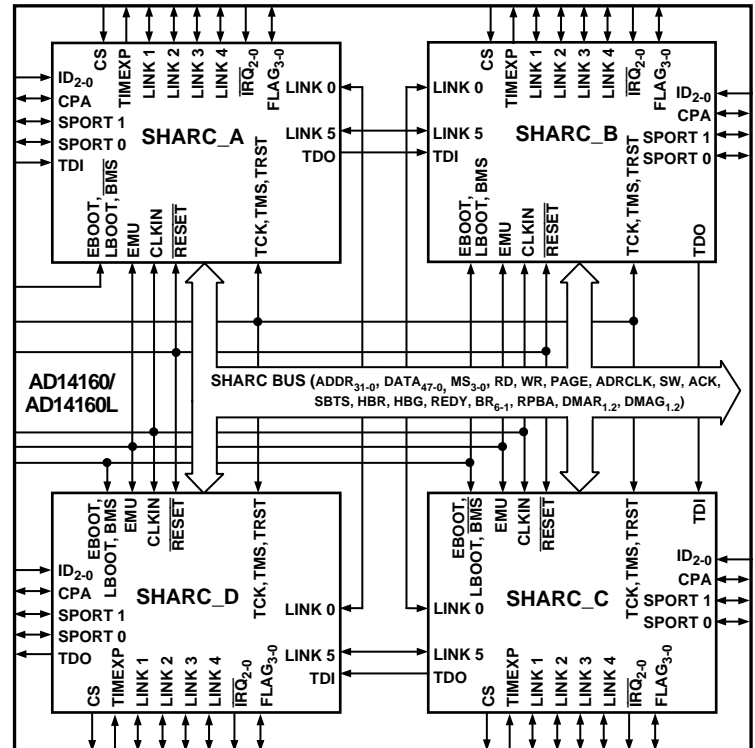 CS
TIMEXP
LINK 1
LINK 2
LINK 3
LINK 4
IRQ2-0
FLAG3-0
ID2-0
CPA
SPORT 1
SPORT 0
TDI
SHARC_A
LINK 0
LINK 5
TDO
EBOOT,
LBOOT, BMS
EMU
CLKIN
RESET
TCK, TMS, TRST
CS
TIMEXP
LINK 1
LINK 2
LINK 3
LINK 4
IRQ2-0
FLAG3-0
LINK 0
LINK 5
TDI
SHARC_B
ID2-0
CPA
SPORT 1
SPORT 0
EBOOT,
LBOOT, BMS
EMU
CLKIN
RESET
TCK, TMS, TRST
TDO
AD14160/
AD14160L
SHARC BUS (ADDR31-0, DATA47-0, MS3-0, RD, WR, PAGE, ADRCLK, SW, ACK,
SBTS, HBR, HBG, REDY, BR6-1, RPBA, DMAR1.2, DMAG1.2)
EBOOT,
LBOOT, BMS
EMU
CLKIN
RESET
TCK, TMS, TRST
ID2-0
CPA
SPORT 1
SPORT 0
TDO
SHARC_D
LINK 0
LINK 5
TDI
CS
TIMEXP
LINK 1
LINK 2
LINK 3
LINK 4
IRQ2-0
FLAG3-0
EBOOT,
LBOOT, BMS
EMU
CLKIN
RESET
TCK, TMS, TRST
TDI
LINK 0
LINK 5
TDO
SHARC_C
ID2-0
CPA
SPORT 1
SPORT 0
CS
TIMEXP
LINK 1
LINK 2
LINK 3
LINK 4
IRQ2-0
FLAG3-0